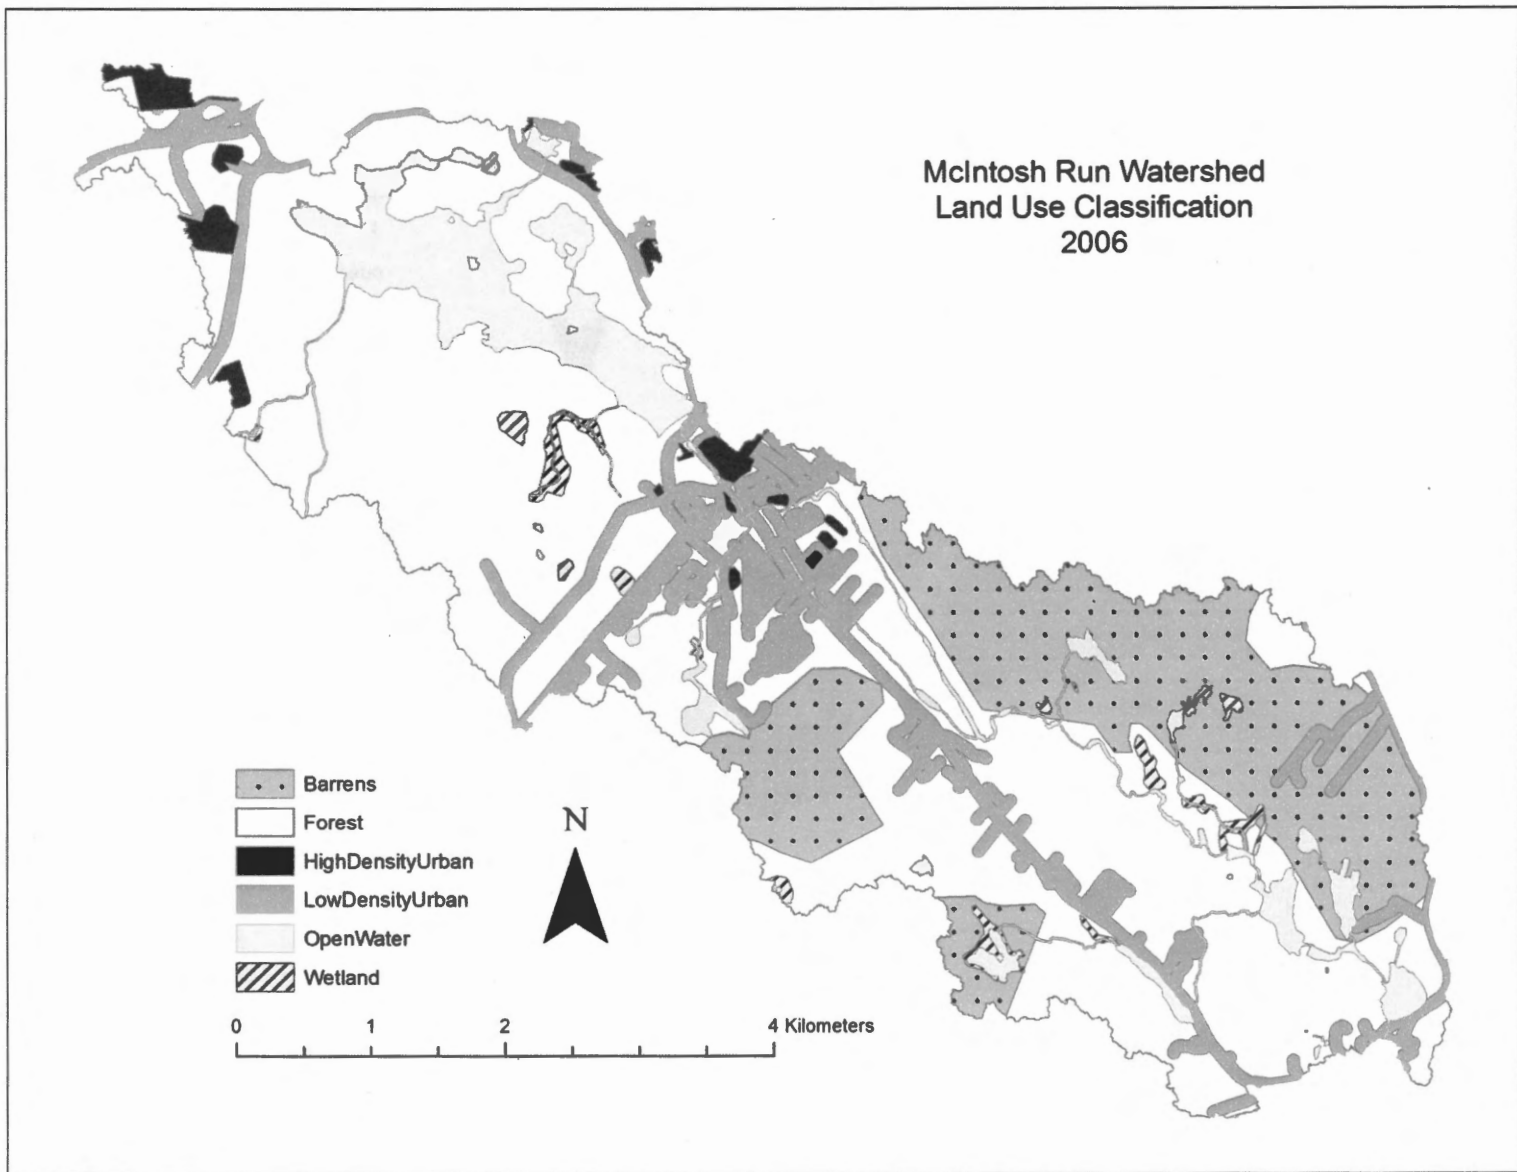 McIntosh Run Watershed
Land Use Classification
2006
Barrens
Forest
HighDensityUrban
LowDensityUrban
OpenWater
Wetland
N
0 1 2 4 Kilometers